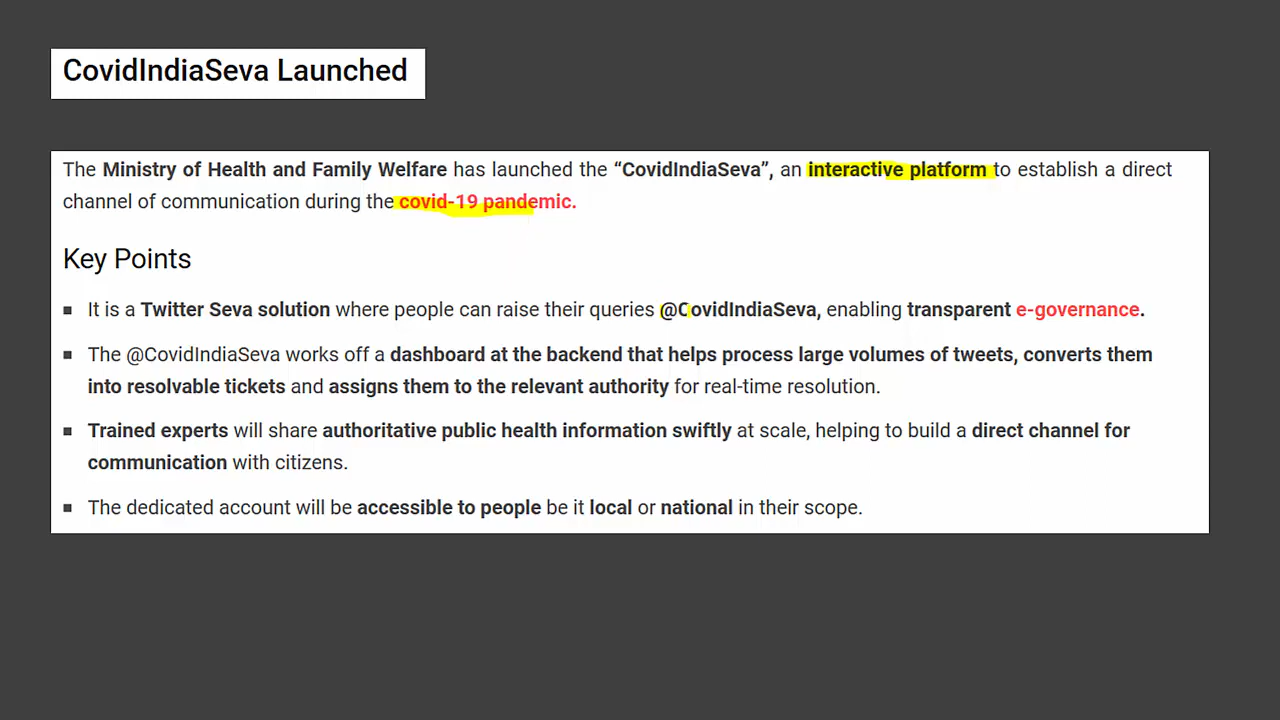 CovidIndiaSeva Launched
The Ministry of Health and Family Welfare has launched the “CovidIndiaSeva”, an interactive platform to establish a direct
channel of communication during the covid-19 pandemic.
Key Points
▪ It is a Twitter Seva solution where people can raise their queries @CovidIndiaSeva, enabling transparent e-governance.
▪ The @CovidIndiaSeva works off a dashboard at the backend that helps process large volumes of tweets, converts them
into resolvable tickets and assigns them to the relevant authority for real-time resolution.
▪ Trained experts will share authoritative public health information swiftly at scale, helping to build a direct channel for
communication with citizens.
▪ The dedicated account will be accessible to people be it local or national in their scope.